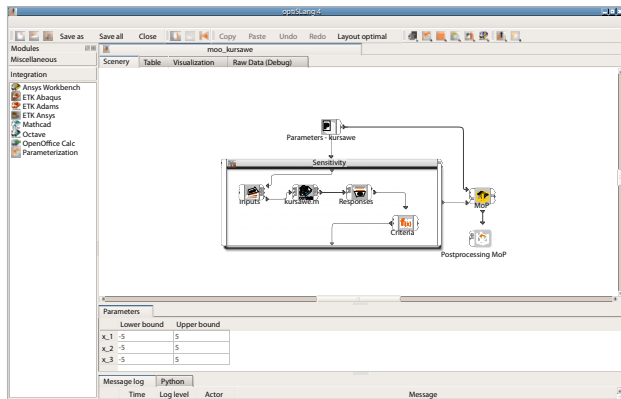 optiSLang 4
Save as Save all Close Copy Paste Undo Redo Layout optimal
Modules
Miscellaneous
Integration
Ansys Workbench
ETK Abaqus
ETK Adams
ETK Ansys
Mathcad
Octave
OpenOffice Calc
Parameterization
moo_kursawe
Scenery Table Visualization Raw Data (Debug)
Parameters - kursawe
Sensitivity
Inputs kursawe.m Responses
f(x)
Criteria
MoP
Postprocessing MoP
Parameters
Lower bound Upper bound
x_1 -5 5
x_2 -5 5
x_3 -5 5
Message log Python
Time Log level Actor Message